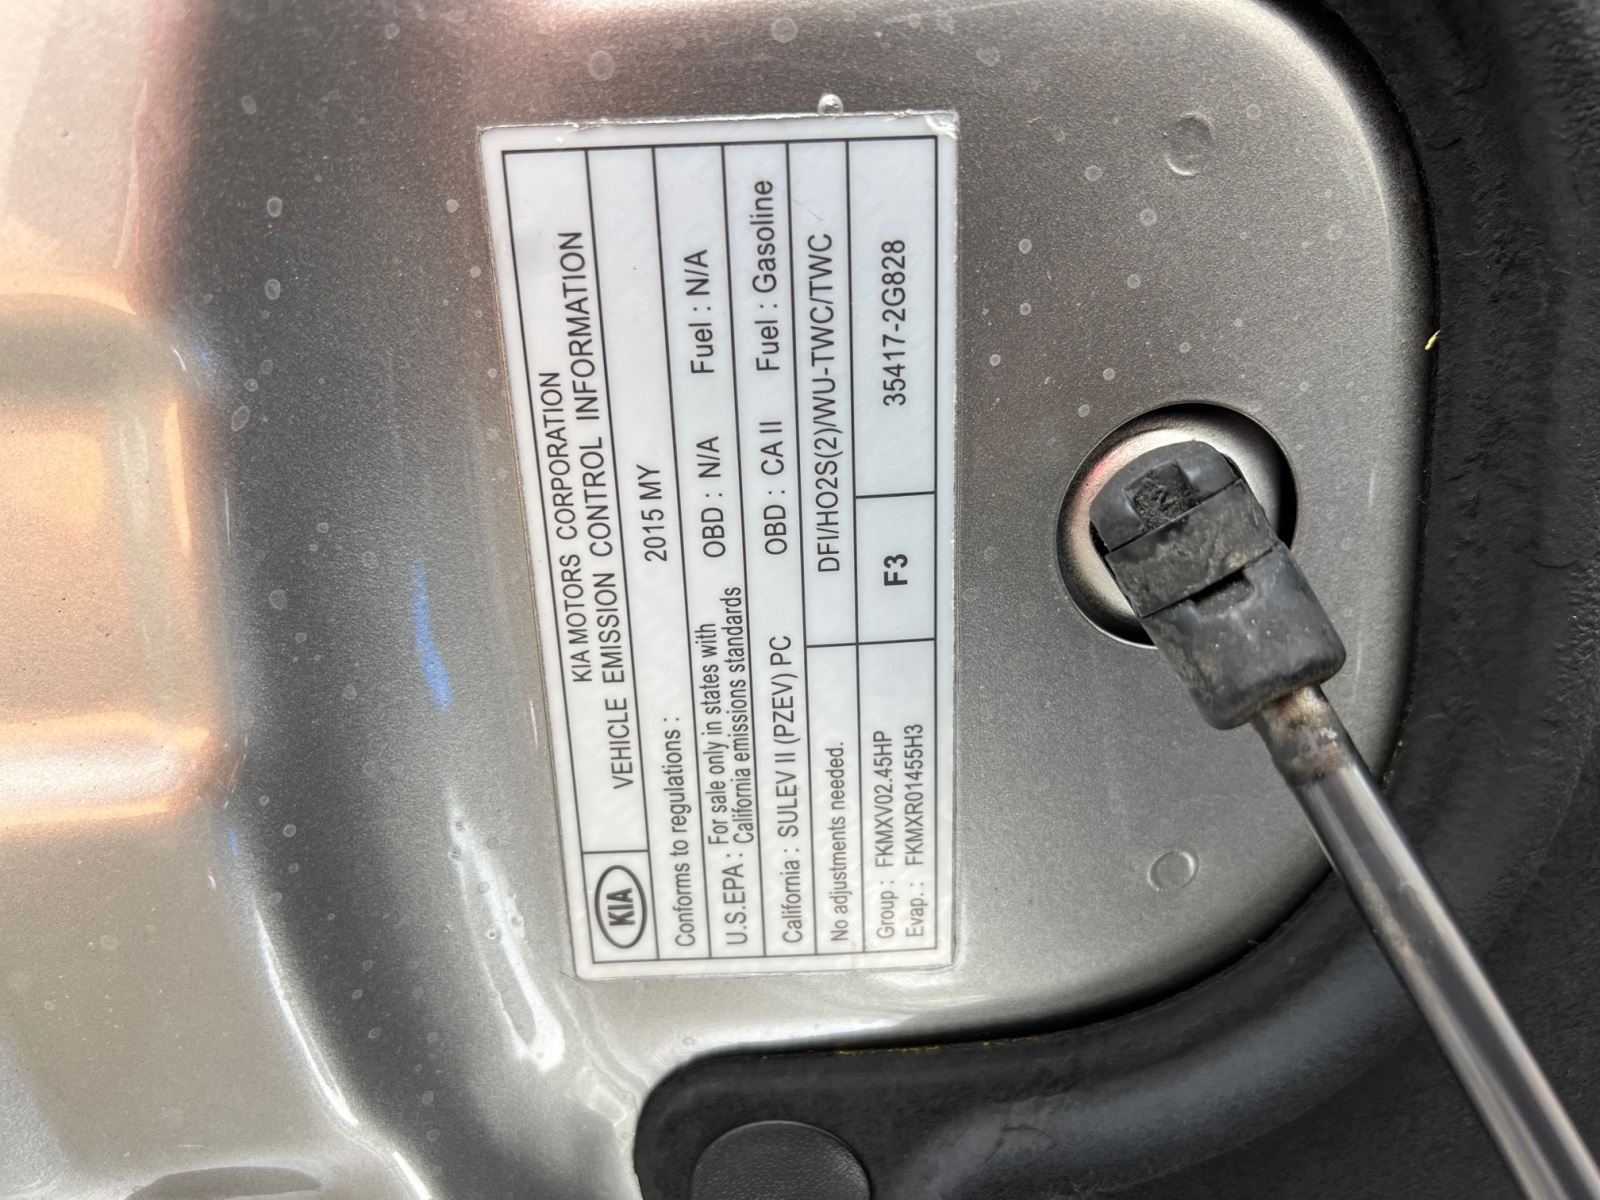 KIA
KIA MOTORS CORPORATION
VEHICLE EMISSION CONTROL INFORMATION
Conforms to regulations : 2015 MY
U.S.EPA : For sale only in states with California emissions standards OBD : N/A Fuel : N/A
California : SULEV II (PZEV) PC OBD : CA II Fuel : Gasoline
No adjustments needed. DFI/HO2S(2)/WU-TWC/TWC
Group : FKMXV02.45HP
Evap. : FKMXR01455H3
F3
35417-2G828